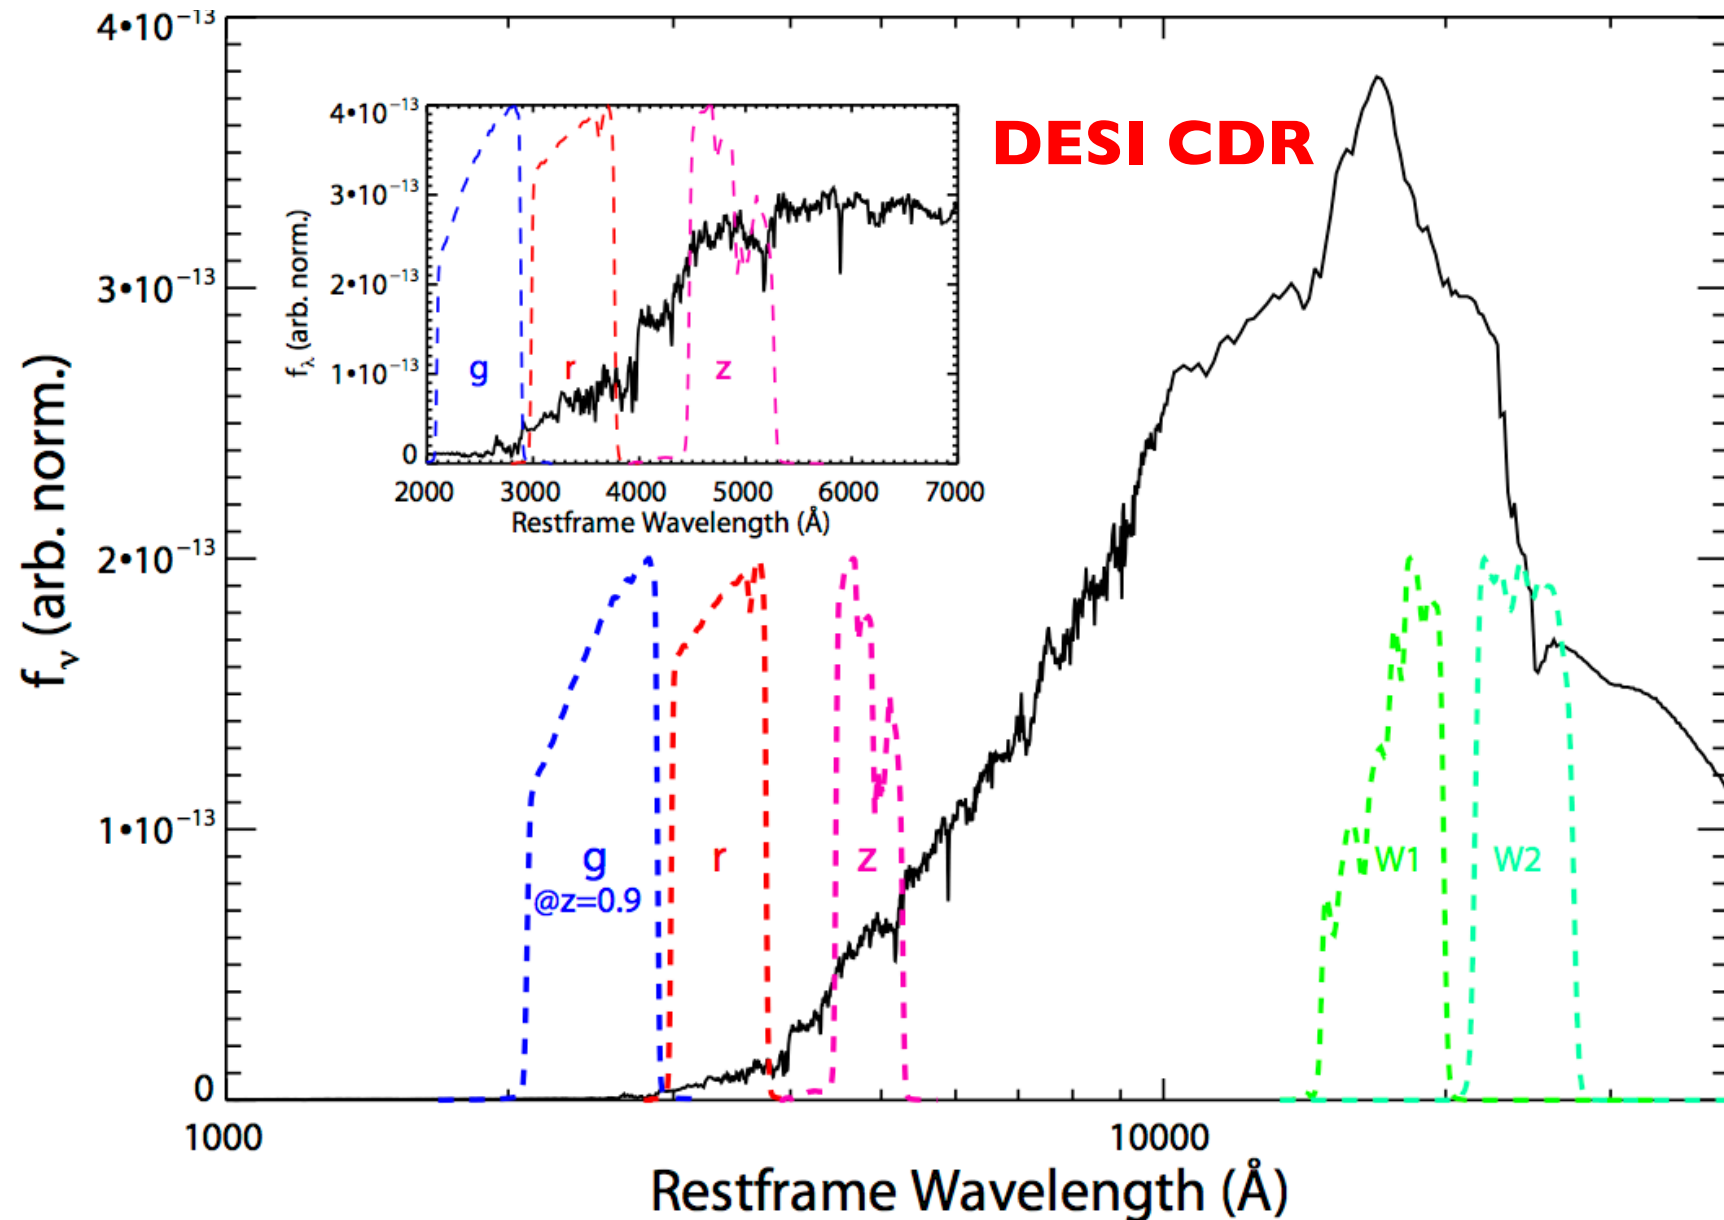 4•10⁻¹³
3•10⁻¹³
2•10⁻¹³
1•10⁻¹³
0
fν (arb. norm.)
1000
10000
Restframe Wavelength (Å)
DESI CDR
4•10⁻¹³
3•10⁻¹³
2•10⁻¹³
1•10⁻¹³
0
fλ (arb. norm.)
g
r
z
2000 3000 4000 5000 6000 7000
Restframe Wavelength (Å)
g
@z=0.9
r
z
W1
W2